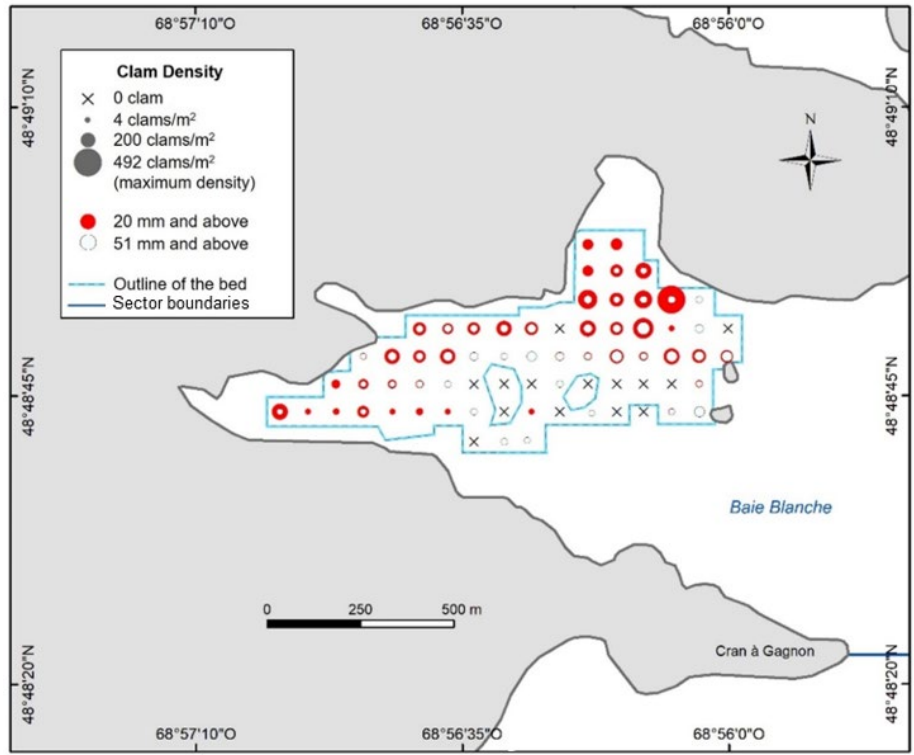 68°57'10"O 68°56'35"O 68°56'0"O
48°49'10"N 48°49'10"N
Clam Density
0 clam
4 clams/m²
200 clams/m²
492 clams/m²
(maximum density)
20 mm and above
51 mm and above
Outline of the bed
Sector boundaries
N
48°48'45"N 48°48'45"N
Baie Blanche
0 250 500 m
Cran à Gagnon
48°48'20"N 48°48'20"N
68°57'10"O 68°56'35"O 68°56'0"O